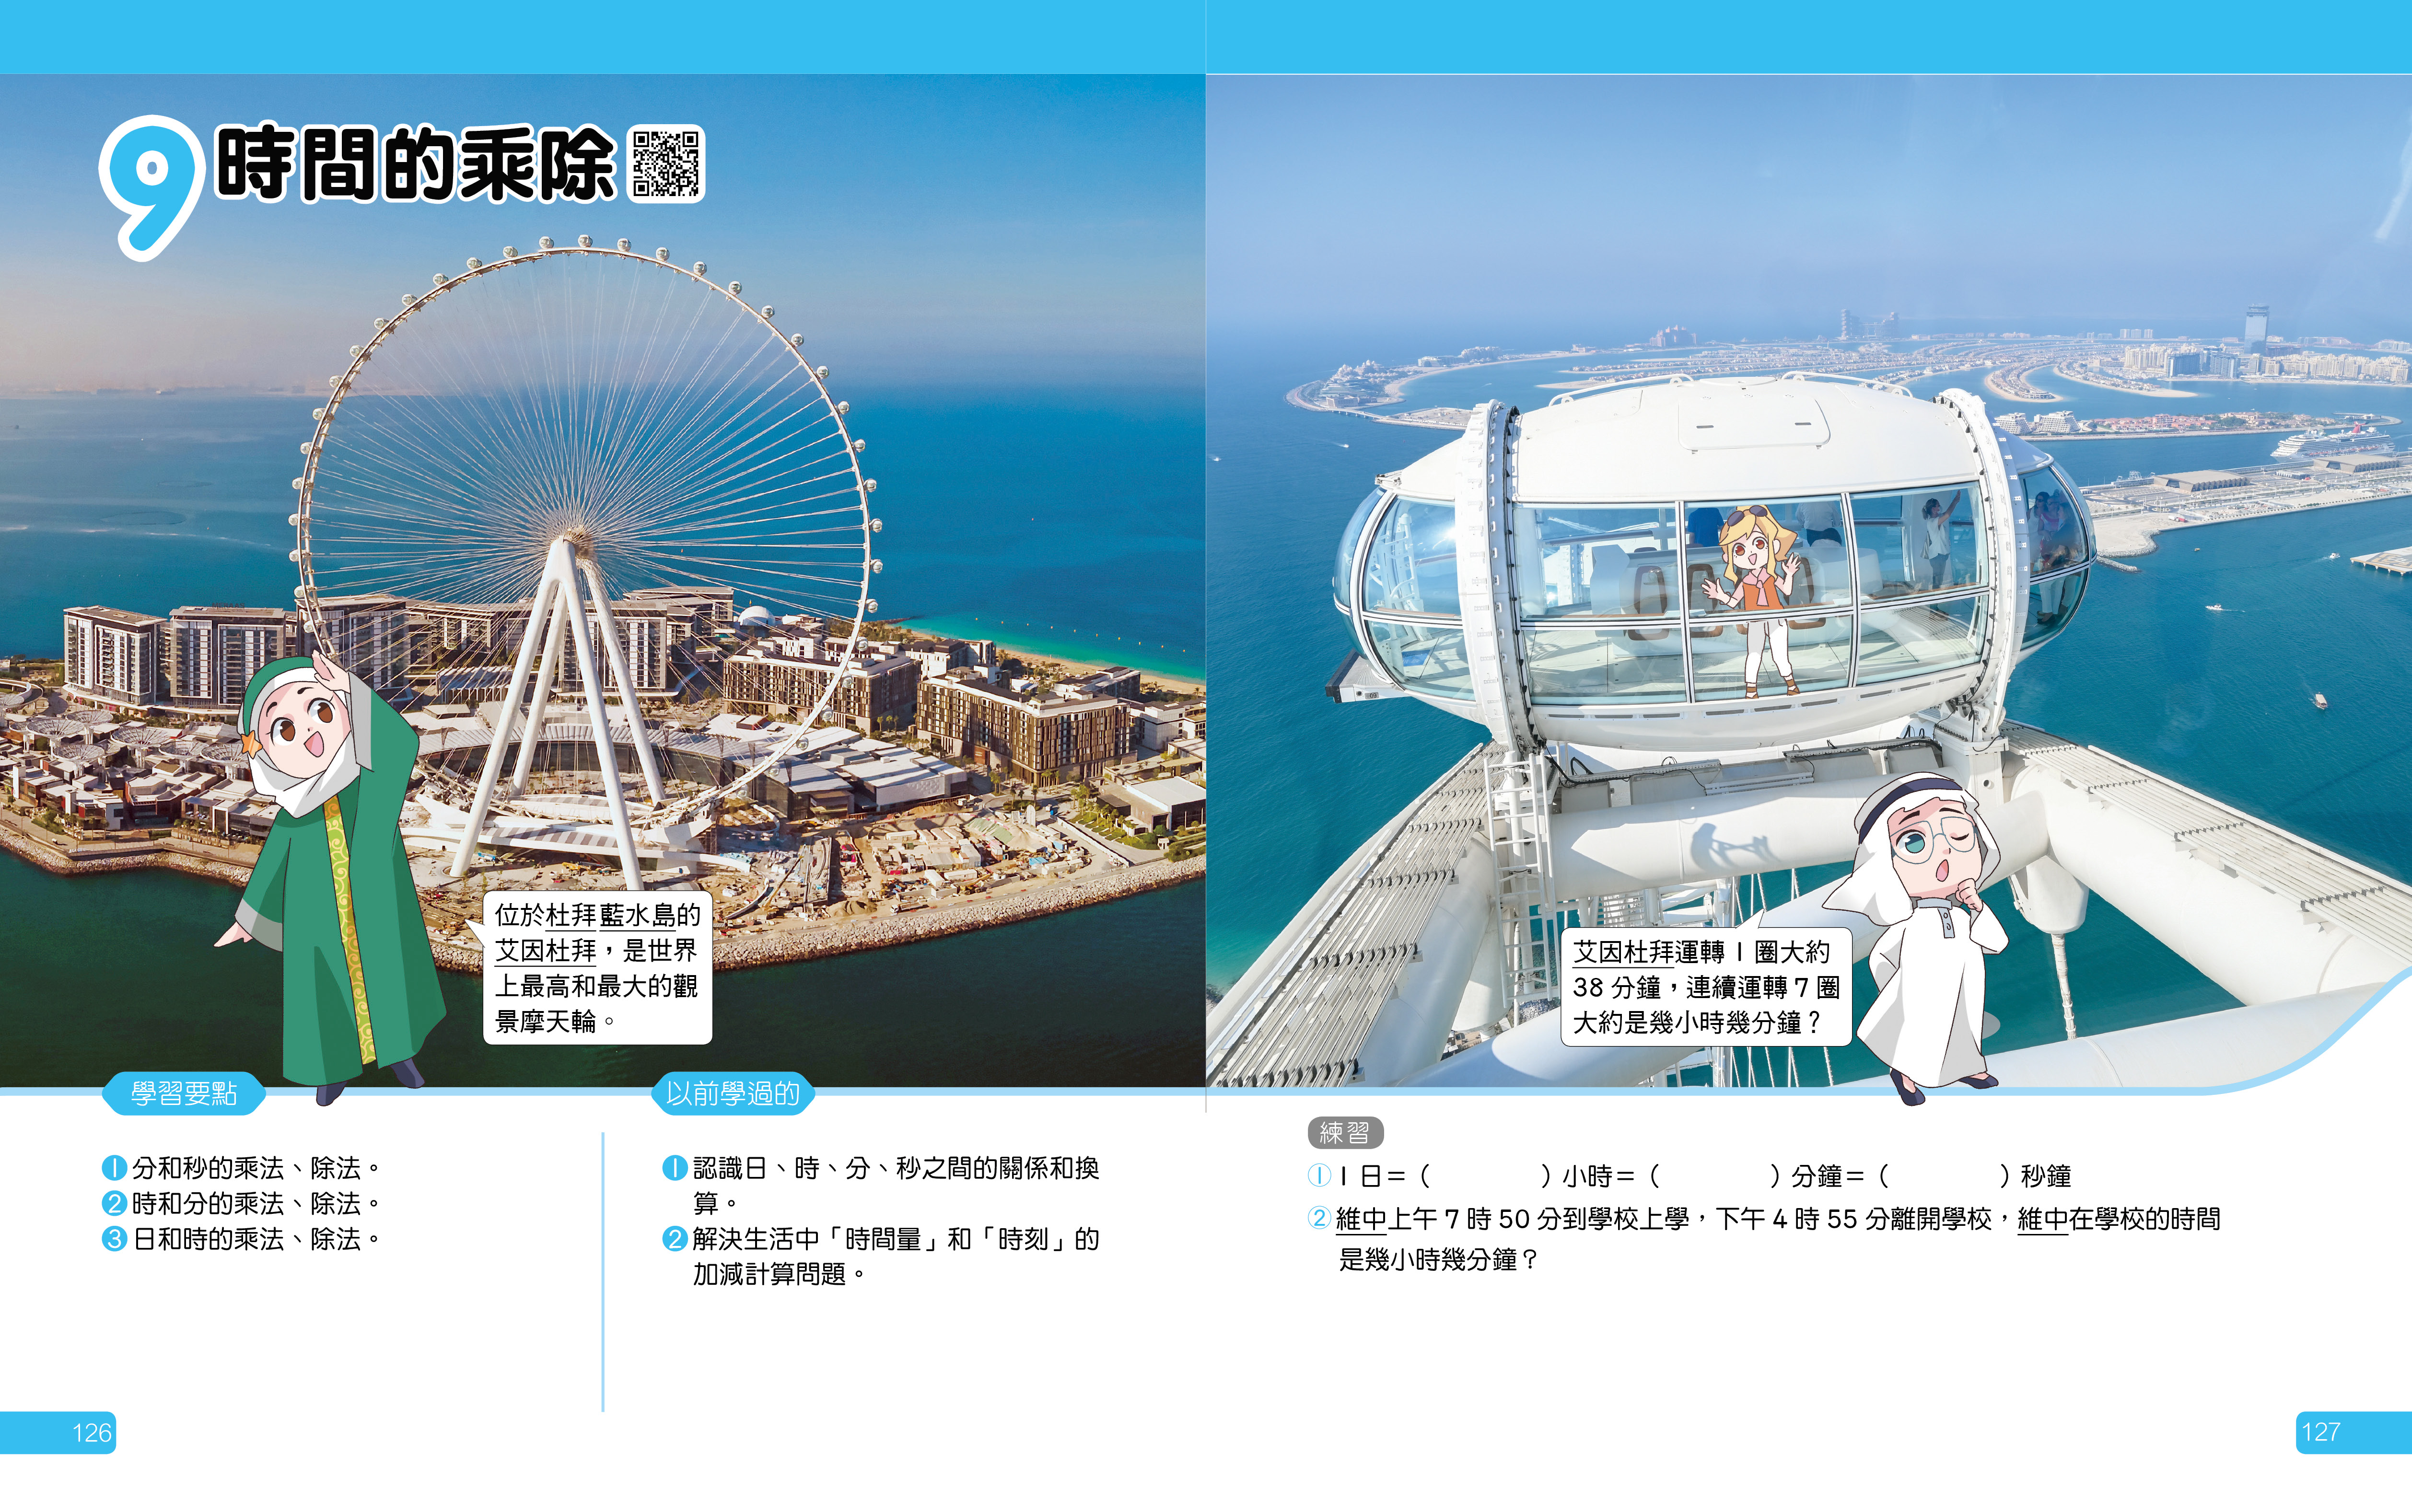 9 時間的乘除
位於杜拜藍水島的
艾因杜拜，是世界
上最高和最大的觀
景摩天輪。
學習要點
1 分和秒的乘法、除法。
2 時和分的乘法、除法。
3 日和時的乘法、除法。
以前學過的
1 認識日、時、分、秒之間的關係和換
算。
2 解決生活中「時間量」和「時刻」的
加減計算問題。
126
艾因杜拜運轉 1 圈大約
38 分鐘，連續運轉 7 圈
大約是幾小時幾分鐘？
練習
① 1 日＝（　　　）小時＝（　　　）分鐘＝（　　　）秒鐘
② 維中上午 7 時 50 分到學校上學，下午 4 時 55 分離開學校，維中在學校的時間
是幾小時幾分鐘？
127